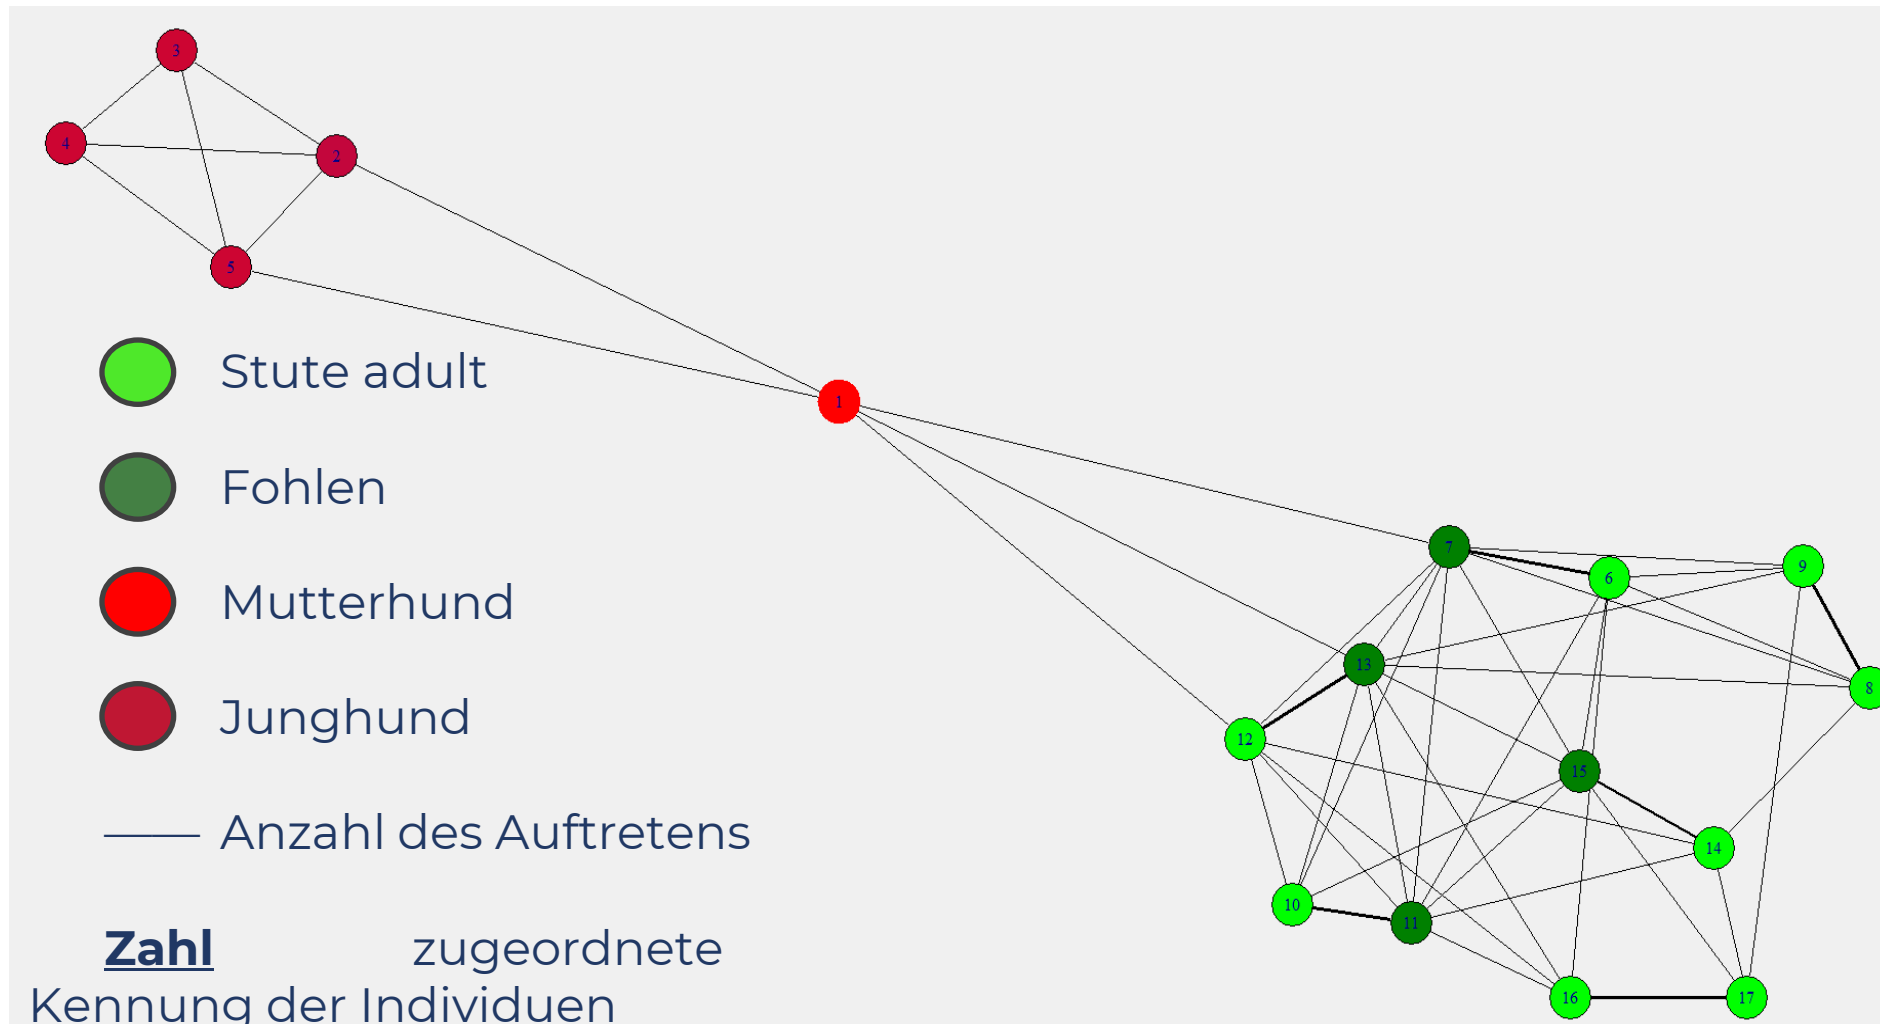 3
4
2
5
Stute adult
1
Fohlen
7
9
6
Mutterhund
13
8
Junghund
12
15
Anzahl des Auftretens
14
10
11
Zahl zugeordnete
Kennung der Individuen
16
17